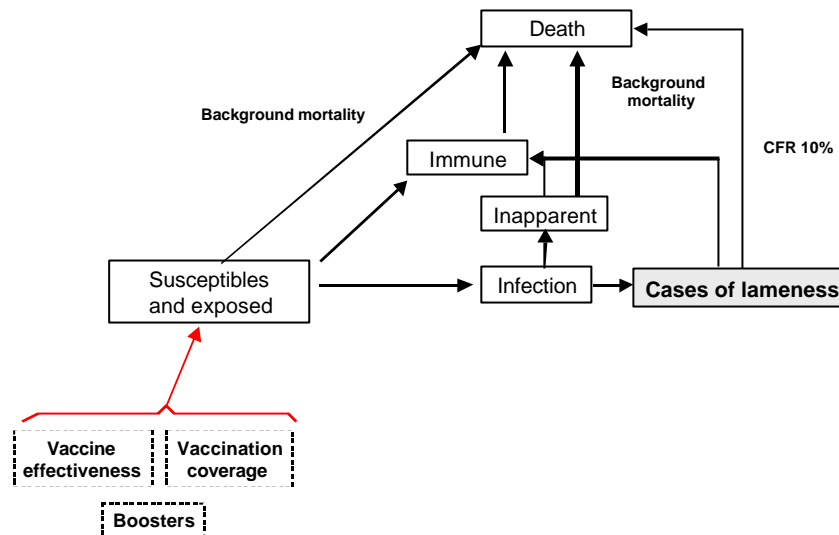 Death
Background
mortality
Background mortality
CFR 10%
Immune
Inapparent
Susceptibles
and exposed
Infection
Cases of lameness
Vaccine
effectiveness
Vaccination
coverage
Boosters